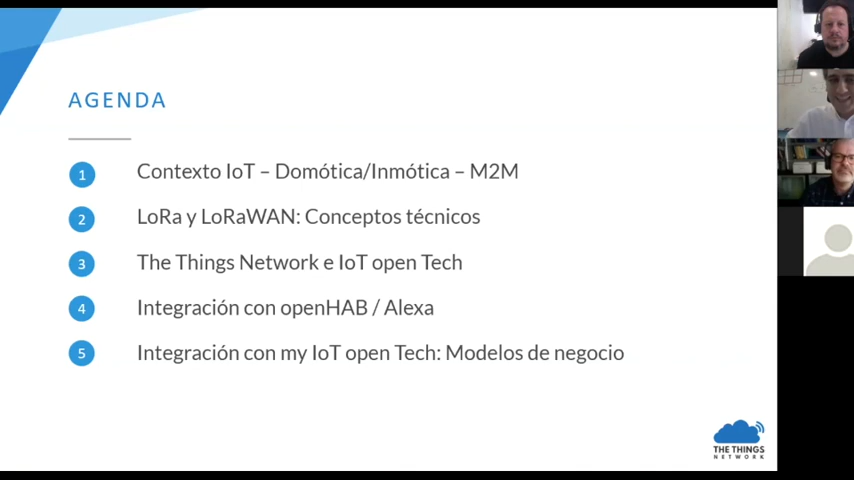 AGENDA
1 Contexto IoT – Domótica/Inmótica – M2M
2 LoRa y LoRaWAN: Conceptos técnicos
3 The Things Network e IoT open Tech
4 Integración con openHAB / Alexa
5 Integración con my IoT open Tech: Modelos de negocio
THE THINGS
NETWORK